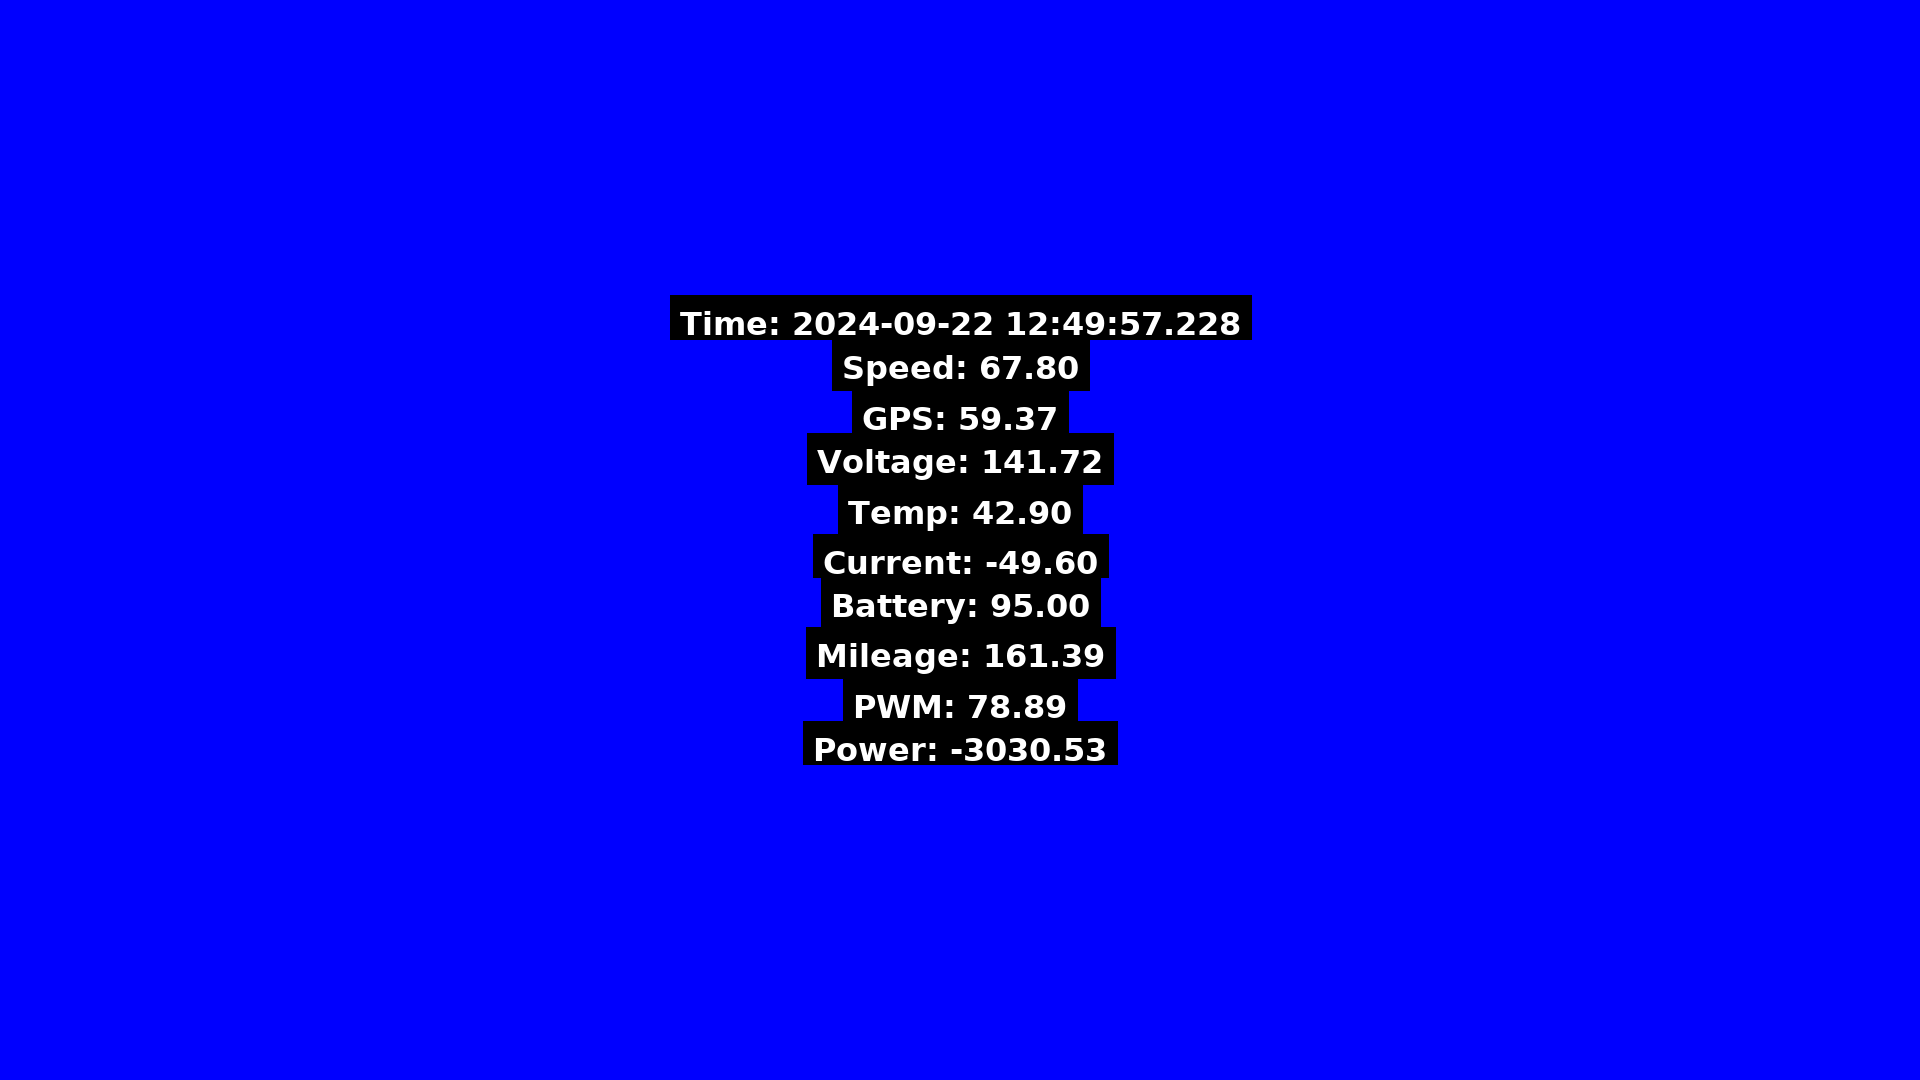 Time: 2024-09-22 12:49:57.228
Speed: 67.80
GPS: 59.37
Voltage: 141.72
Temp: 42.90
Current: -49.60
Battery: 95.00
Mileage: 161.39
PWM: 78.89
Power: -3030.53